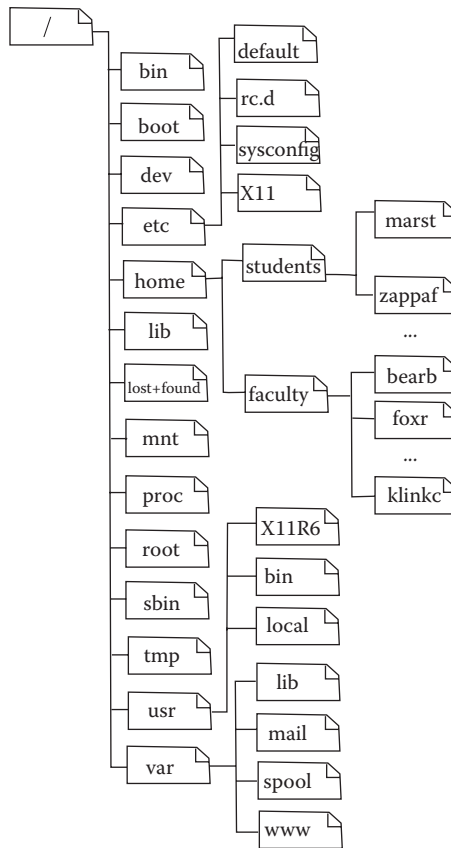 /
bin
boot
dev
etc
home
lib
lost+found
mnt
proc
root
sbin
tmp
usr
var
default
rc.d
sysconfig
X11
students
faculty
marst
zappaf
...
bearb
foxr
...
klinkc
X11R6
bin
local
lib
mail
spool
www